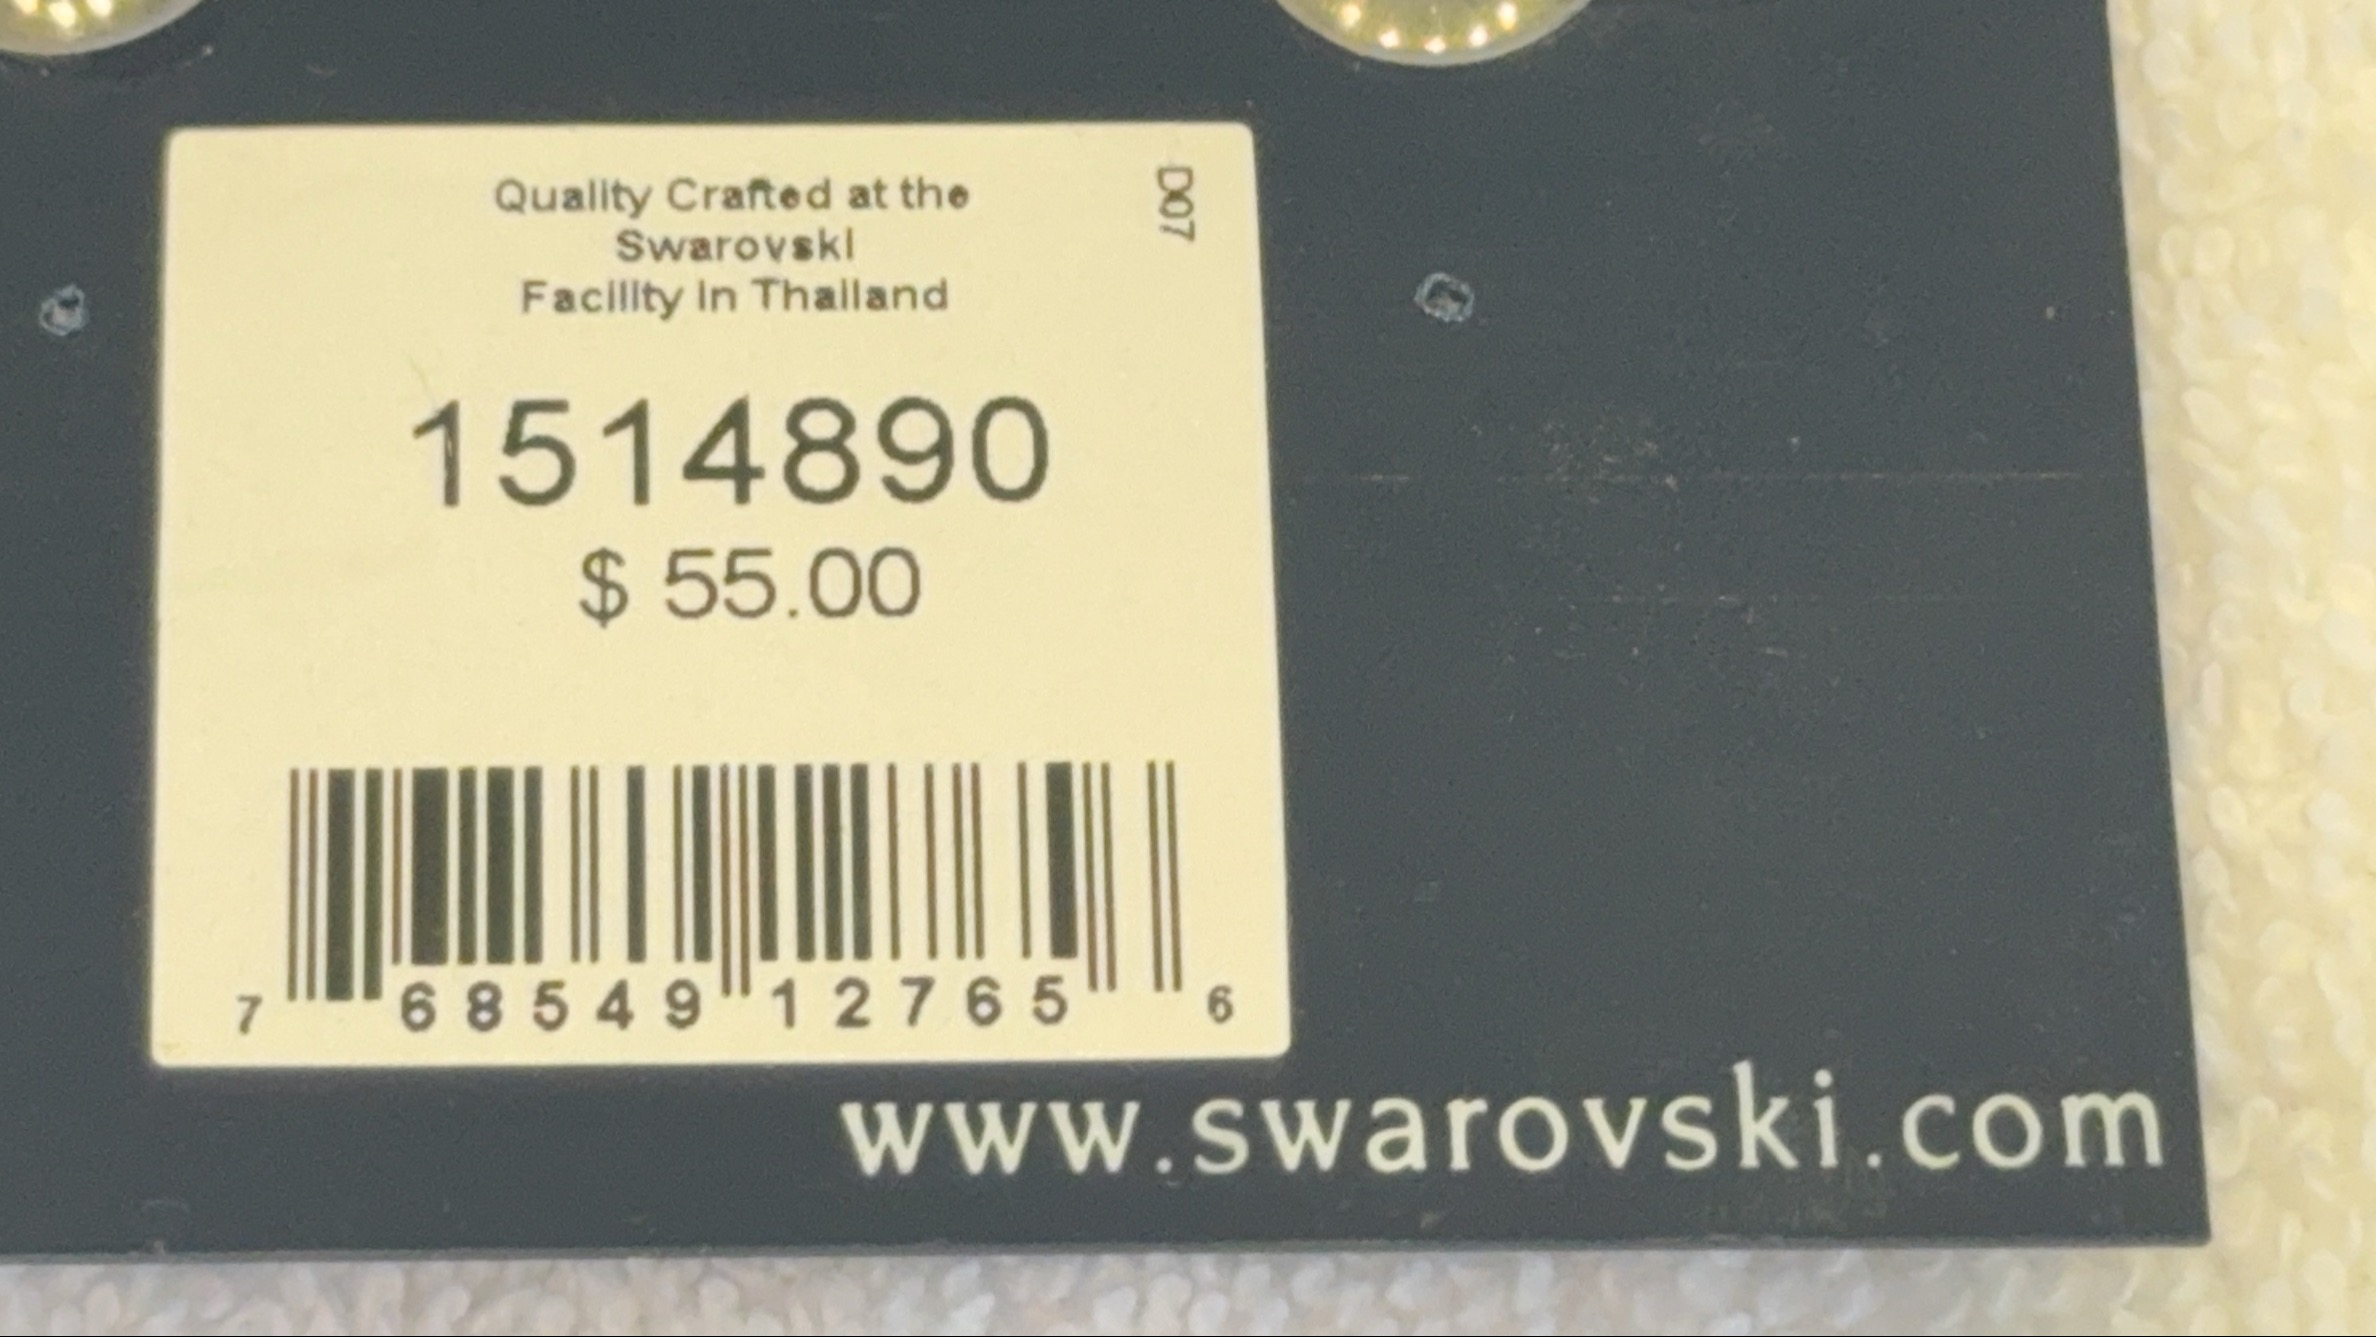 Quality Crafted at the
Swarovski
Facility in Thailand
D07
1514890
$ 55.00
7 68549 12765 6
www.swarovski.com